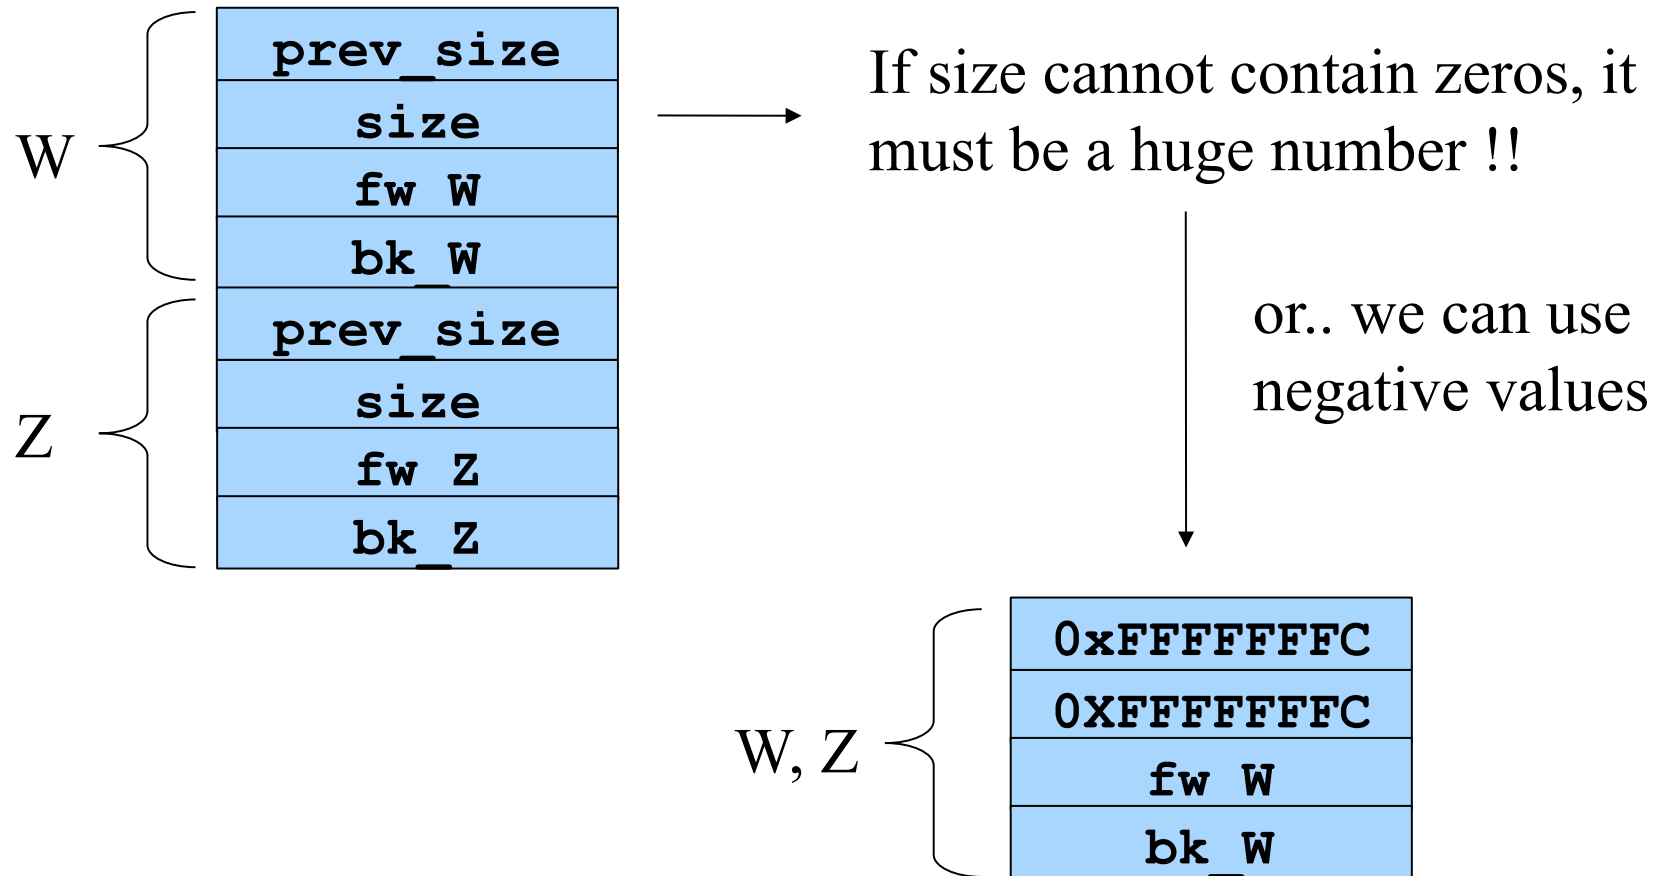 W
prev_size
size
fw W
bk_W
Z
prev_size
size
fw Z
bk_Z
If size cannot contain zeros, it
must be a huge number !!
or.. we can use
negative values
W, Z
0xFFFFFFFC
0XFFFFFFFC
fw W
bk_W